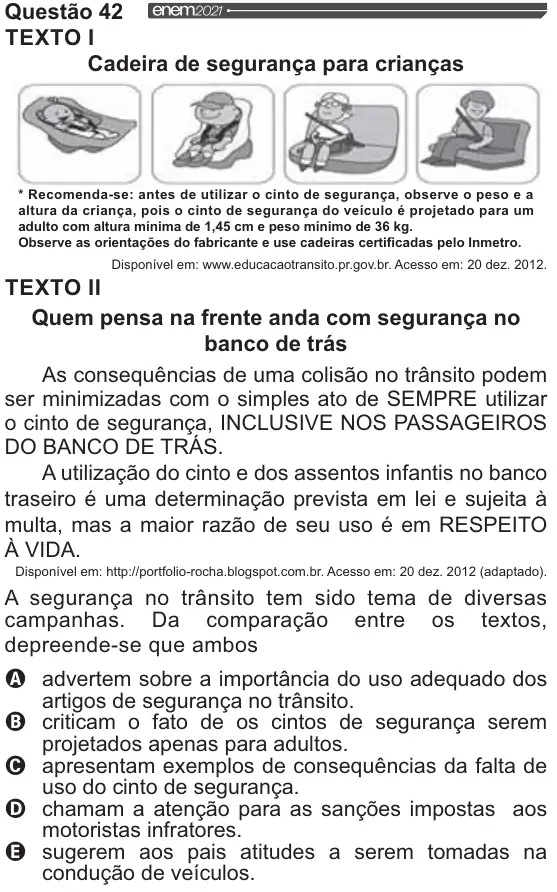 Questão 42 enem2021
TEXTO I
Cadeira de segurança para crianças
* Recomenda-se: antes de utilizar o cinto de segurança, observe o peso e a
altura da criança, pois o cinto de segurança do veículo é projetado para um
adulto com altura mínima de 1,45 cm e peso mínimo de 36 kg.
Observe as orientações do fabricante e use cadeiras certificadas pelo Inmetro.
Disponível em: www.educacaotransito.pr.gov.br. Acesso em: 20 dez. 2012.
TEXTO II
Quem pensa na frente anda com segurança no
banco de trás
As consequências de uma colisão no trânsito podem
ser minimizadas com o simples ato de SEMPRE utilizar
o cinto de segurança, INCLUSIVE NOS PASSAGEIROS
DO BANCO DE TRÁS.
A utilização do cinto e dos assentos infantis no banco
traseiro é uma determinação prevista em lei e sujeita à
multa, mas a maior razão de seu uso é em RESPEITO
À VIDA.
Disponível em: http://portfolio-rocha.blogspot.com.br. Acesso em: 20 dez. 2012 (adaptado).
A segurança no trânsito tem sido tema de diversas
campanhas. Da comparação entre os textos,
depreende-se que ambos
A advertem sobre a importância do uso adequado dos
artigos de segurança no trânsito.
B criticam o fato de os cintos de segurança serem
projetados apenas para adultos.
C apresentam exemplos de consequências da falta de
uso do cinto de segurança.
D chamam a atenção para as sanções impostas aos
motoristas infratores.
E sugerem aos pais atitudes a serem tomadas na
condução de veículos.